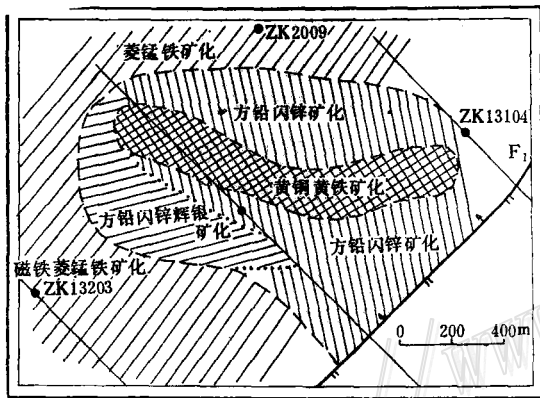 ZK2009
菱锰铁矿化
方铅闪锌矿化
ZK13104
F₁
黄铜黄铁矿化
方铅闪锌辉银
矿化
方铅闪锌矿化
磁铁菱锰铁矿化
ZK13203
0 200 400m
www